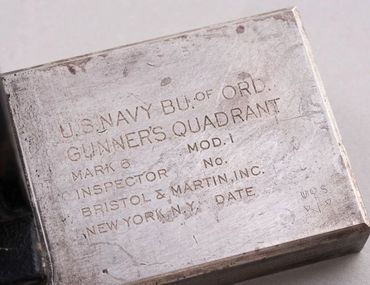 U.S. NAVY BU. OF ORD.
GUNNER'S QUADRANT
MARK 6 MOD. 1
INSPECTOR No.
BRISTOL & MARTIN, INC.
NEW YORK, N.Y. DATE